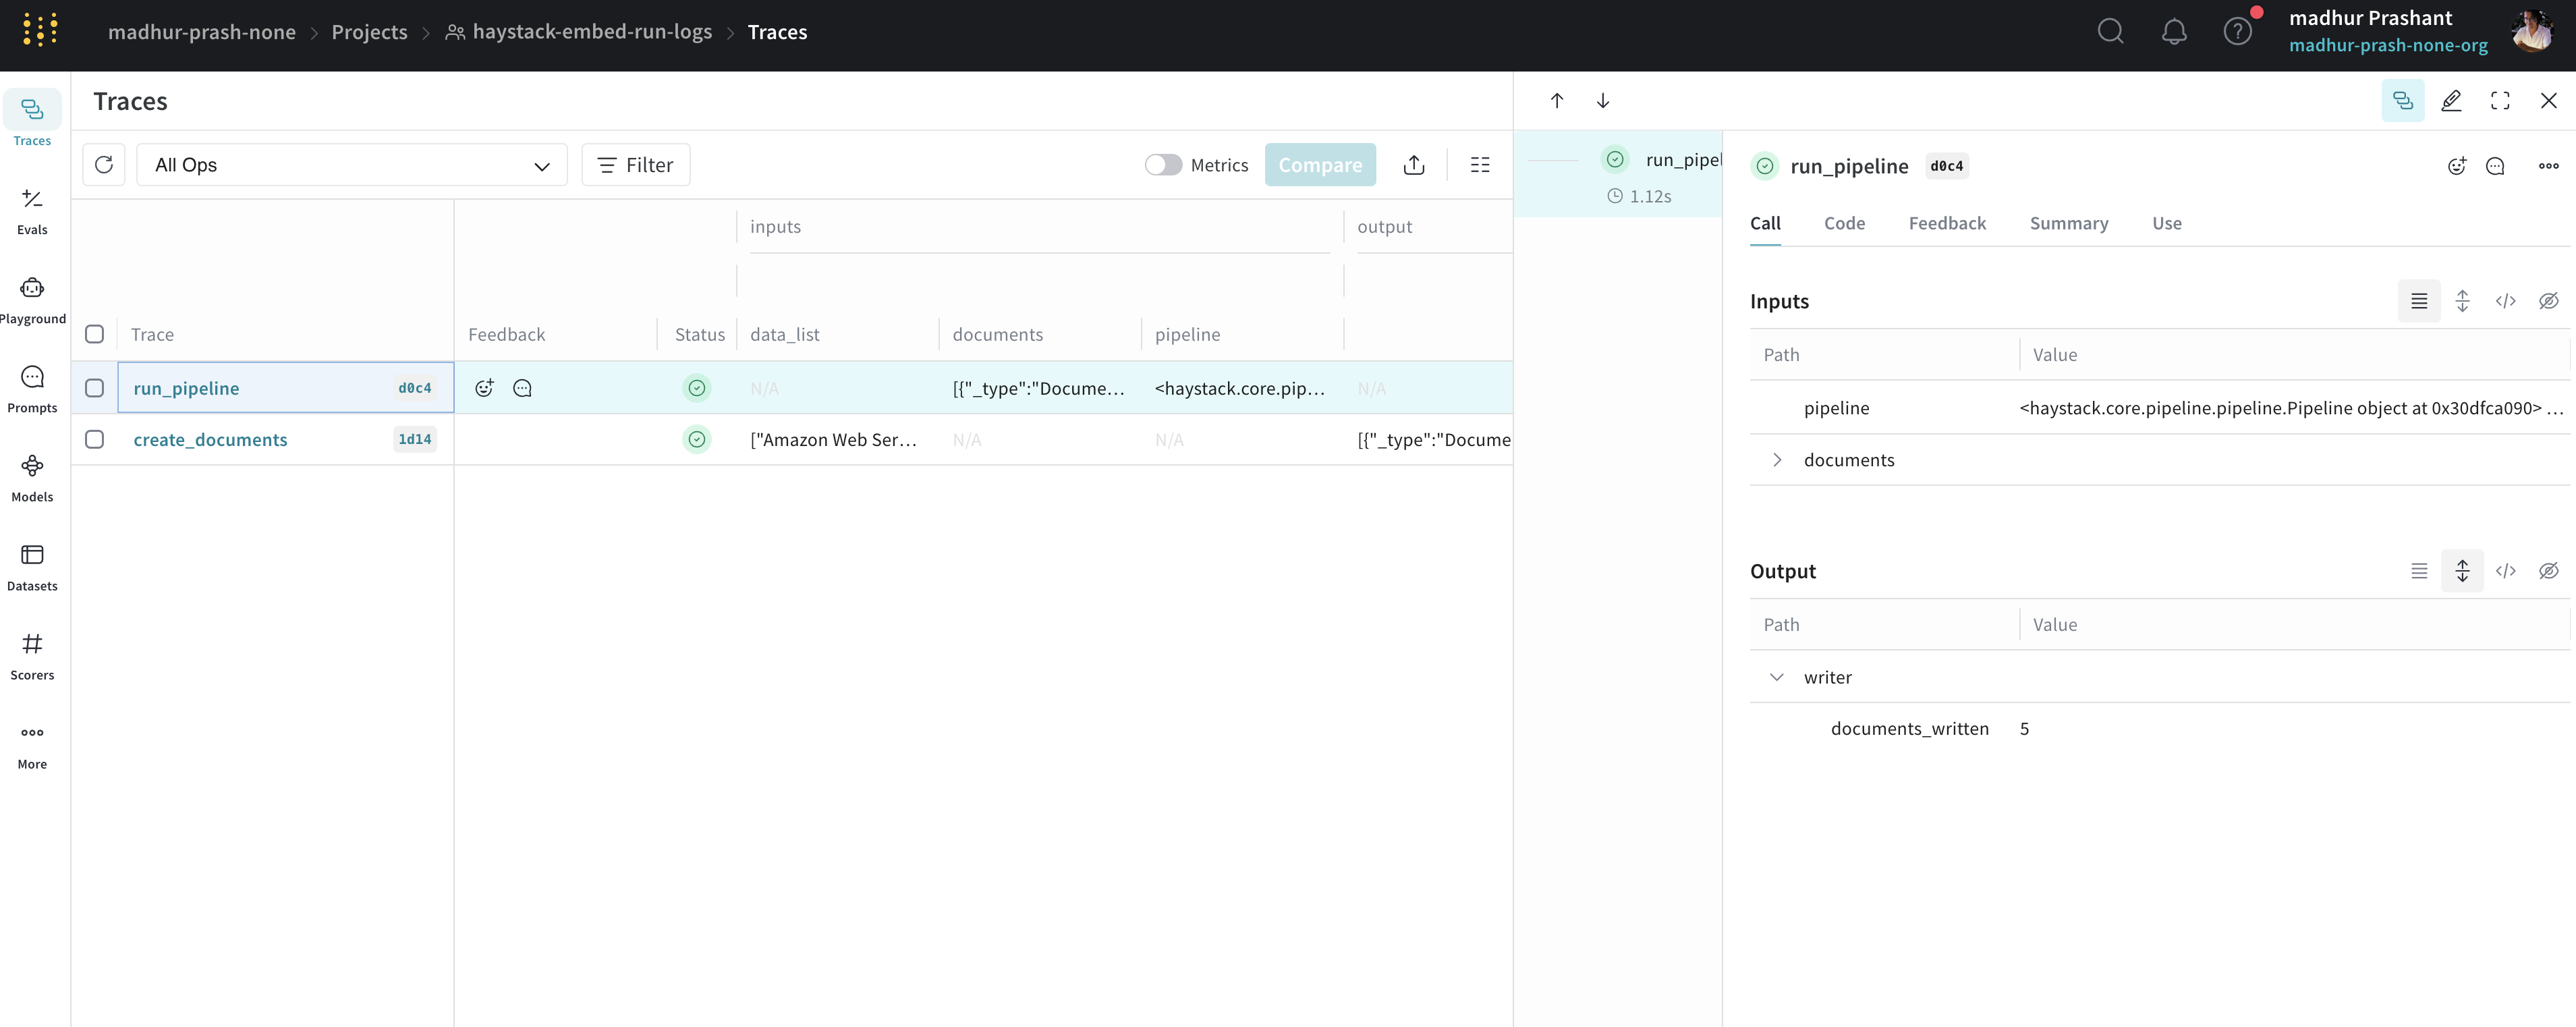 madhur-prash-none > Projects > haystack-embed-run-logs > Traces
madhur Prashant
madhur-prash-none-org
Traces
Evals
Playground
Prompts
Models
Datasets
Scorers
More
Traces
All Ops
Filter
Metrics
Compare
inputs
output
Trace
Feedback
Status
data_list
documents
pipeline
run_pipeline
d0c4
N/A
[{"_type":"Docume...
<haystack.core.pip...
N/A
create_documents
1d14
["Amazon Web Ser...
N/A
N/A
[{"_type":"Docume
run_pipel
1.12s
run_pipeline
d0c4
Call
Code
Feedback
Summary
Use
Inputs
Path
Value
pipeline
<haystack.core.pipeline.pipeline.Pipeline object at 0x30dfca090> ...
documents
Output
Path
Value
writer
documents_written
5